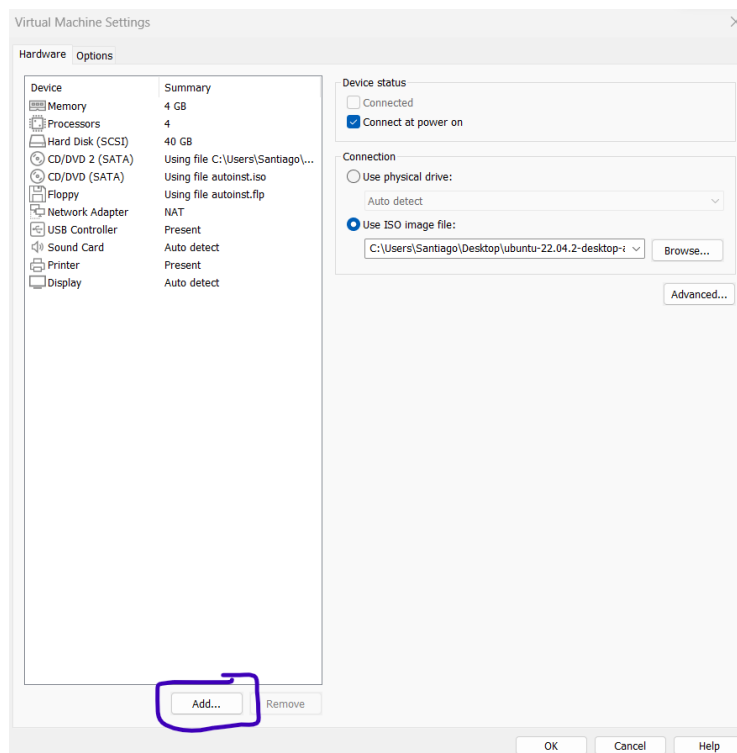 Virtual Machine Settings
Hardware Options
Device Summary
Memory 4 GB
Processors 4
Hard Disk (SCSI) 40 GB
CD/DVD 2 (SATA) Using file C:\Users\Santiago\...
CD/DVD (SATA) Using file autoinst.iso
Floppy Using file autoinst.flp
Network Adapter NAT
USB Controller Present
Sound Card Auto detect
Printer Present
Display Auto detect
Add... Remove
Device status
Connected
Connect at power on
Connection
Use physical drive:
Auto detect
Use ISO image file:
C:\Users\Santiago\Desktop\ubuntu-22.04.2-desktop-a Browse...
Advanced...
OK Cancel Help